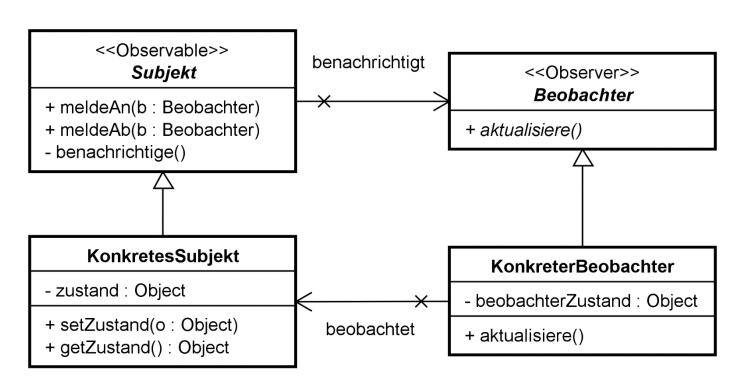 <<Observable>>
Subjekt
+ meldeAn(b : Beobachter)
+ meldeAb(b : Beobachter)
- benachrichtige()
benachrichtigt
<<Observer>>
Beobachter
+ aktualisiere()
KonkretesSubjekt
- zustand : Object
+ setZustand(o : Object)
+ getZustand() : Object
beobachtet
KonkreterBeobachter
- beobachterZustand : Object
+ aktualisiere()